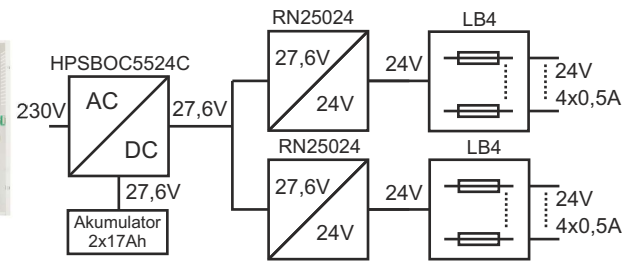 RN25024
LB4
HPSBOC5524C
27,6V
24V
24V
24V
4x0,5A
230V
AC
DC
27,6V
RN25024
LB4
27,6V
27,6V
24V
24V
24V
4x0,5A
Akumulator
2x17Ah